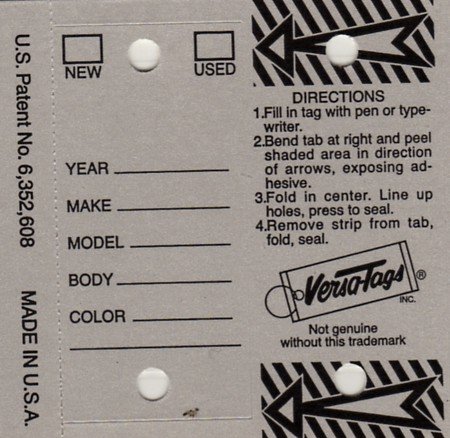 U.S. Patent No. 6,352,608
MADE IN U.S.A.
NEW
USED
YEAR
MAKE
MODEL
BODY
COLOR
DIRECTIONS
1.Fill in tag with pen or type-
writer.
2.Bend tab at right and peel
shaded area in direction
of arrows, exposing ad-
hesive.
3.Fold in center. Line up
holes, press to seal.
4.Remove strip from tab,
fold, seal.
Versa-Tags®
INC.
Not genuine
without this trademark